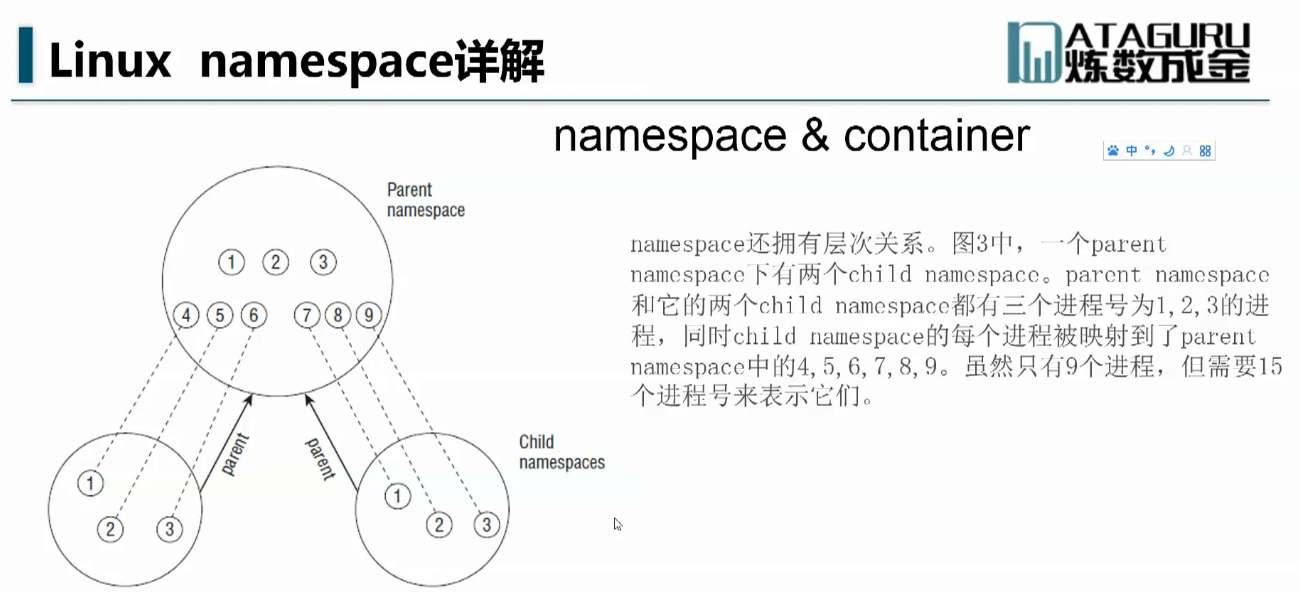 Linux namespace详解
ATAGURU
炼数成金
namespace & container
中
Parent
namespace
1 2 3
4 5 6 7 8 9
parent parent
Child
namespaces
1 2 3
1 2 3
namespace还拥有层次关系。图3中，一个parent
namespace下有两个child namespace。parent namespace
和它的两个child namespace都有三个进程号为1,2,3的进
程，同时child namespace的每个进程被映射到了parent
namespace中的4,5,6,7,8,9。虽然只有9个进程，但需要15
个进程号来表示它们。